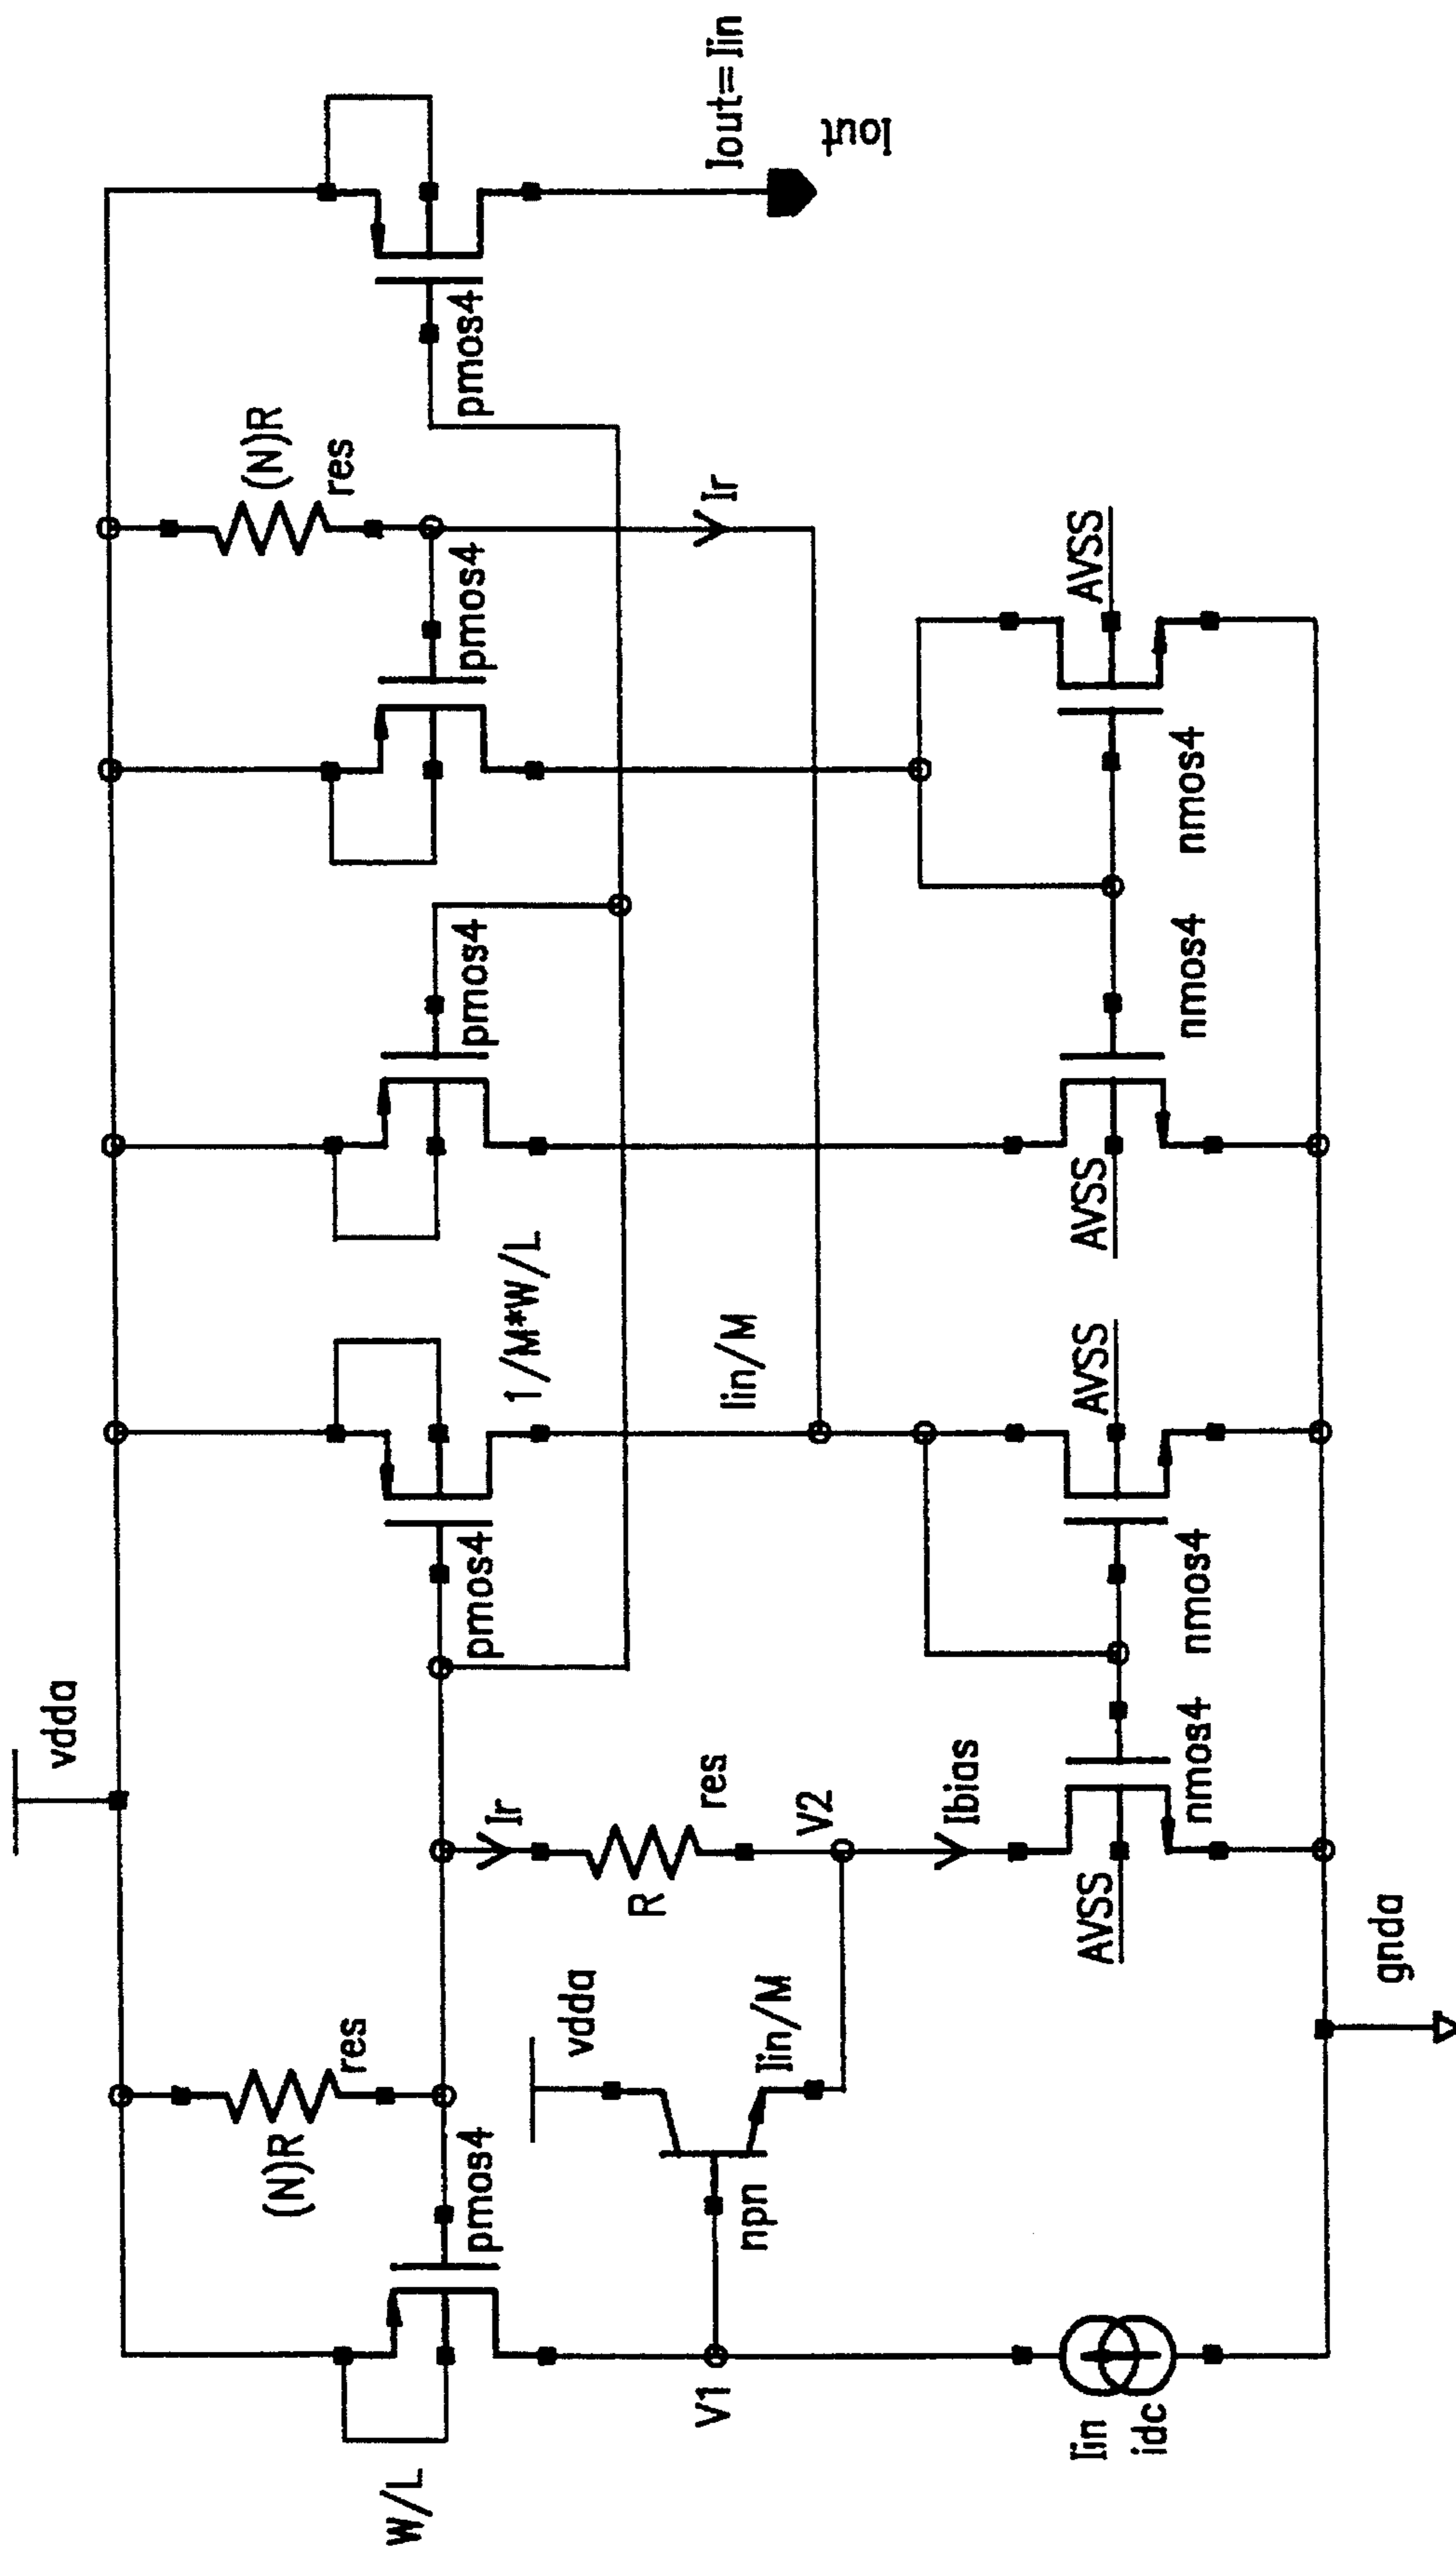 vdda
W/L
(N)R
res
pmos4
pmos4
1/M*W/L
pmos4
pmos4
(N)R
res
pmos4
Ir
R
res
vdda
npn
Iin/M
V1
V2
Ibias
Iin/M
Ir
Iout=Iin
Iout
Iin
idc
AVSS
nmos4
nmos4
AVSS
AVSS
nmos4
nmos4
AVSS
gnda